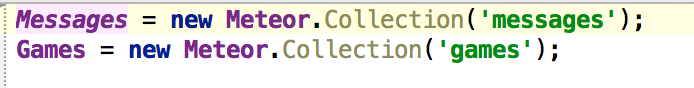 Messages = new Meteor.Collection('messages');
Games = new Meteor.Collection('games');